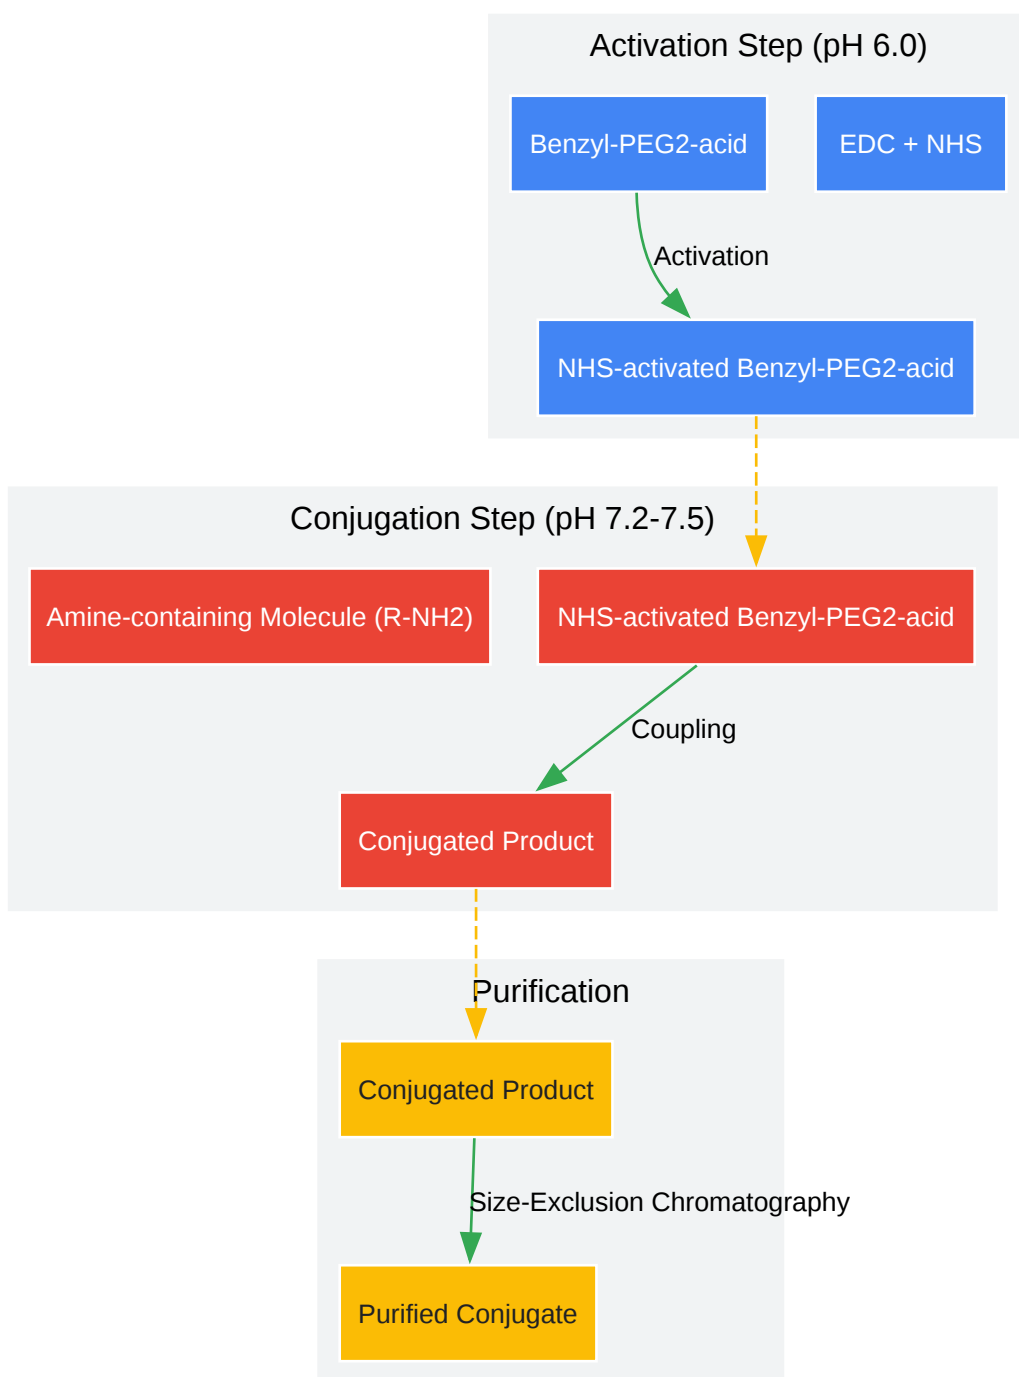 Activation Step (pH 6.0)
Benzyl-PEG2-acid
EDC + NHS
Activation
NHS-activated Benzyl-PEG2-acid
Conjugation Step (pH 7.2-7.5)
Amine-containing Molecule (R-NH2)
NHS-activated Benzyl-PEG2-acid
Coupling
Conjugated Product
Purification
Conjugated Product
Size-Exclusion Chromatography
Purified Conjugate